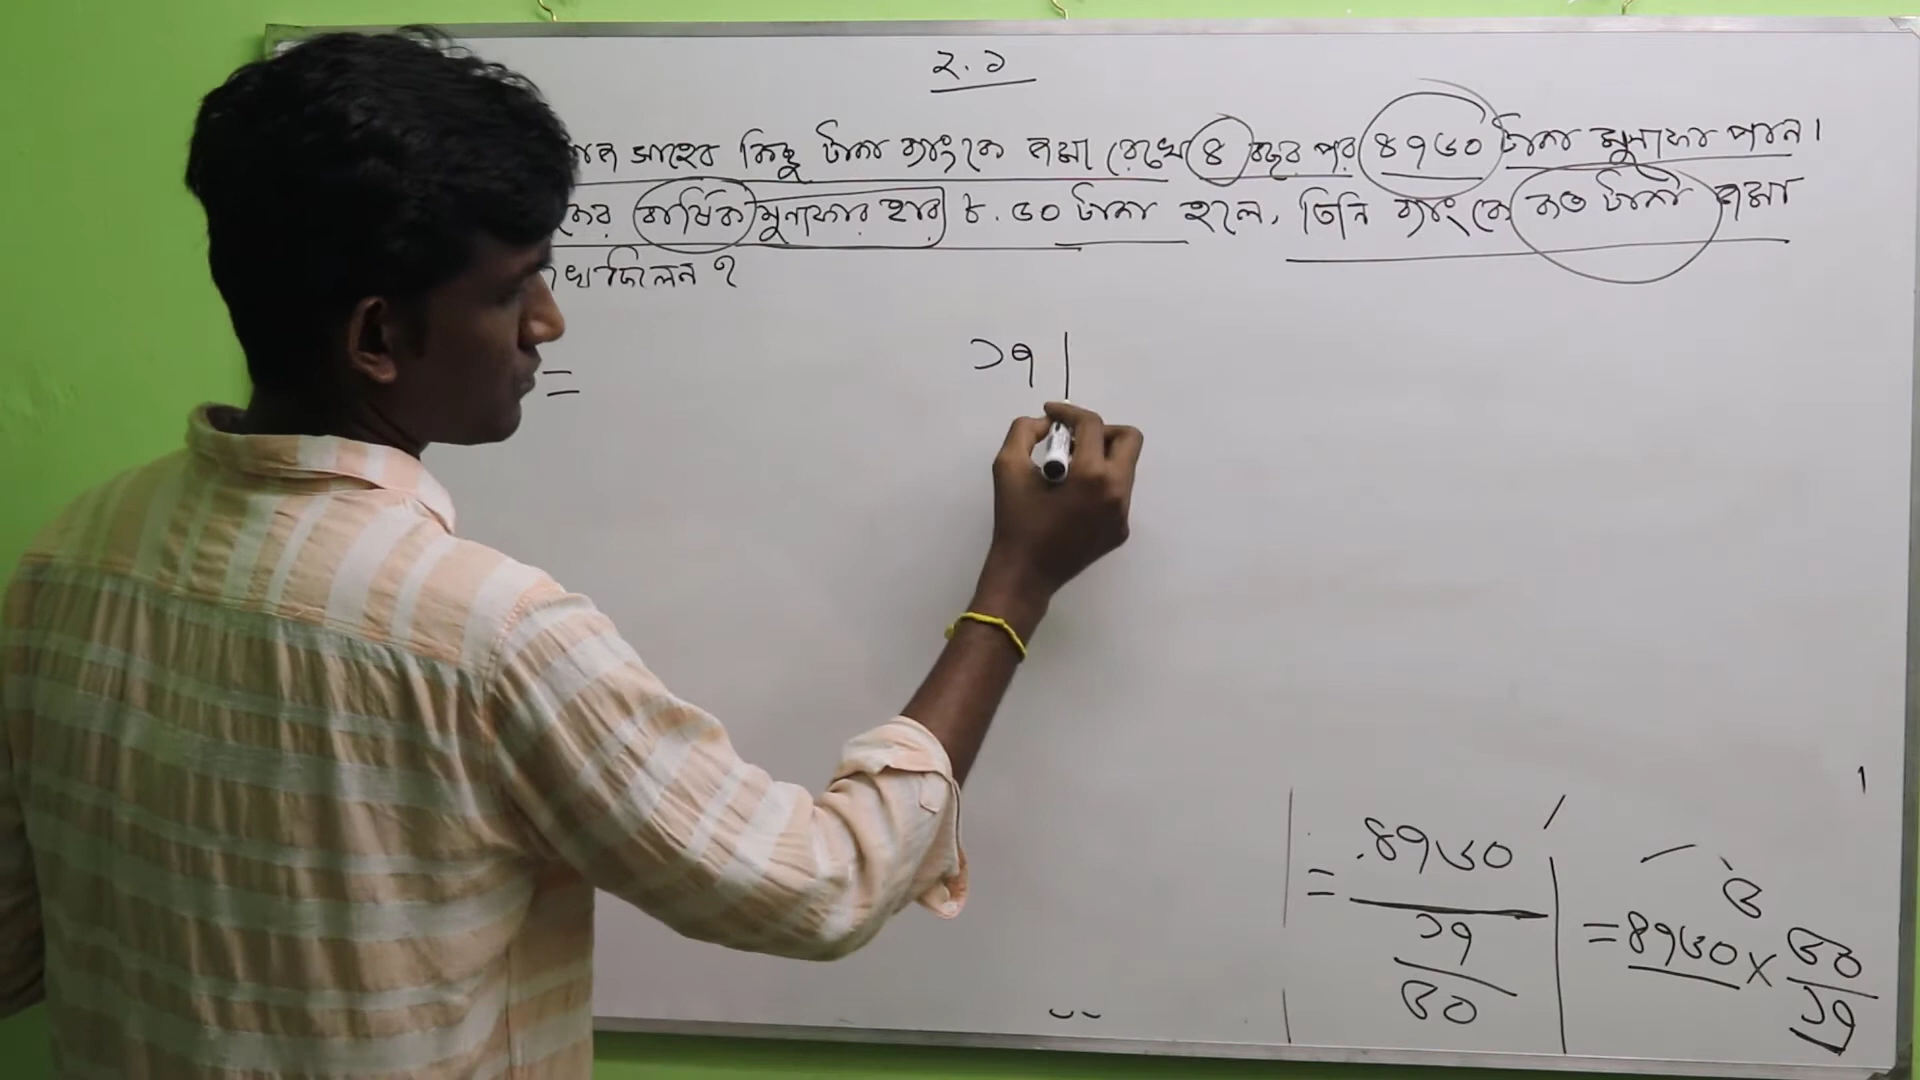 ২.১
সাহেব কিছু টাকা ব্যাংকে জমা রেখে ৪ বছর পর ৪৭৬০ টাকা মুনাফা পান।
বার্ষিক মুনাফার হার ৮.৫০ টাকা হলে, তিনি ব্যাংকে কত টাকা জমা
খেছিলেন ?
=
১৭
= ৪৭৬০
১৭
৫০
= ৪৭৬০ × ৫০
১৭